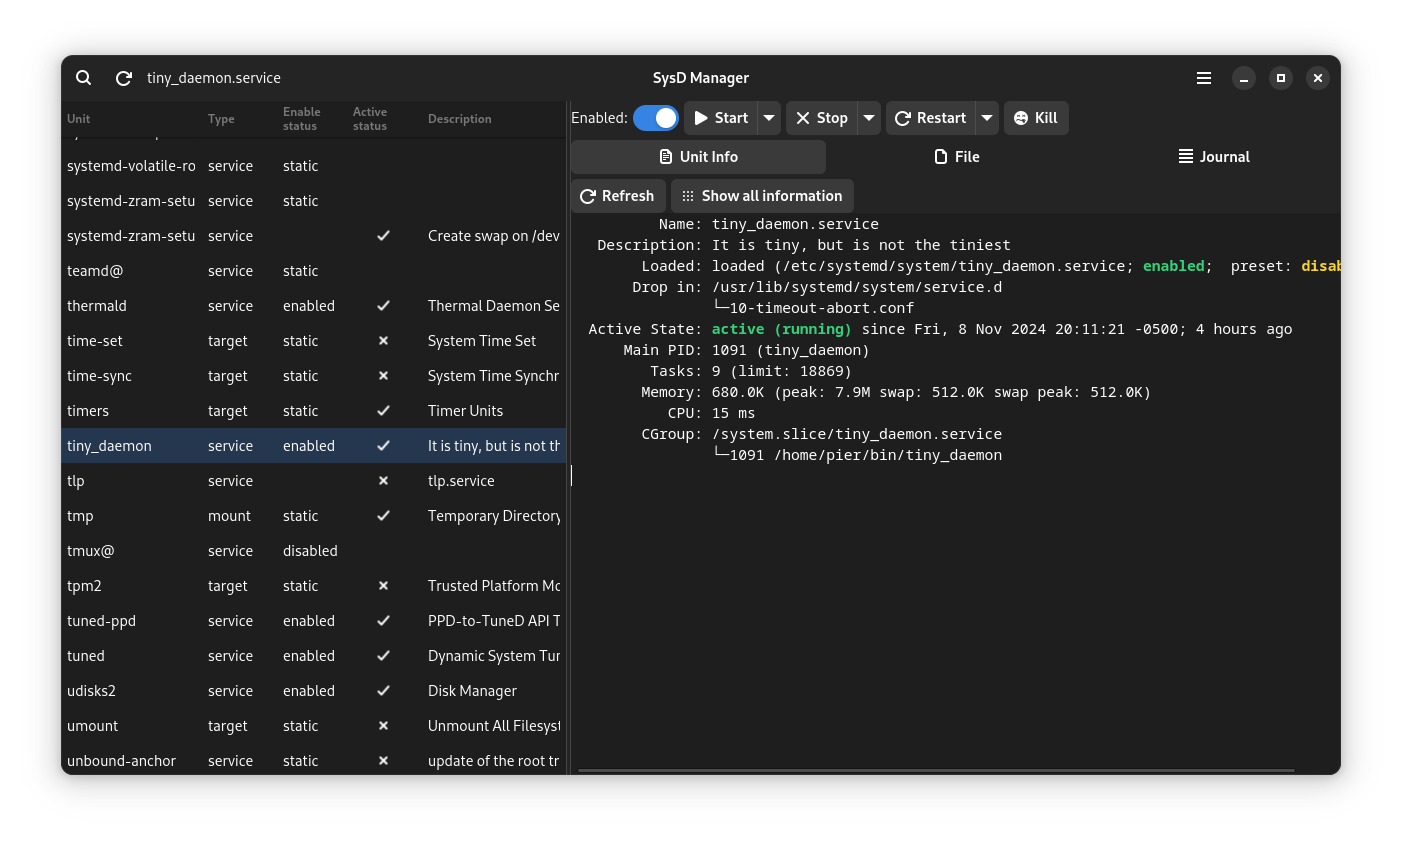 tiny_daemon.service
SysD Manager
Unit Type Enable status Active status Description
systemd-volatile-ro service static
systemd-zram-setu service static
systemd-zram-setu service Create swap on /dev
teamd@ service static
thermald service enabled Thermal Daemon Se
time-set target static System Time Set
time-sync target static System Time Synchr
timers target static Timer Units
tiny_daemon service enabled It is tiny, but is not th
tlp service tlp.service
tmp mount static Temporary Directory
tmux@ service disabled
tpm2 target static Trusted Platform Mo
tuned-ppd service enabled PPD-to-TuneD API T
tuned service enabled Dynamic System Tun
udisks2 service enabled Disk Manager
umount target static Unmount All Filesyst
unbound-anchor service static update of the root tr
Enabled: Start Stop Restart Kill
Unit Info File Journal
Refresh Show all information
Name: tiny_daemon.service
Description: It is tiny, but is not the tiniest
Loaded: loaded (/etc/systemd/system/tiny_daemon.service; enabled; preset: disab
Drop in: /usr/lib/systemd/system/service.d
└─10-timeout-abort.conf
Active State: active (running) since Fri, 8 Nov 2024 20:11:21 -0500; 4 hours ago
Main PID: 1091 (tiny_daemon)
Tasks: 9 (limit: 18869)
Memory: 680.0K (peak: 7.9M swap: 512.0K swap peak: 512.0K)
CPU: 15 ms
CGroup: /system.slice/tiny_daemon.service
└─1091 /home/pier/bin/tiny_daemon